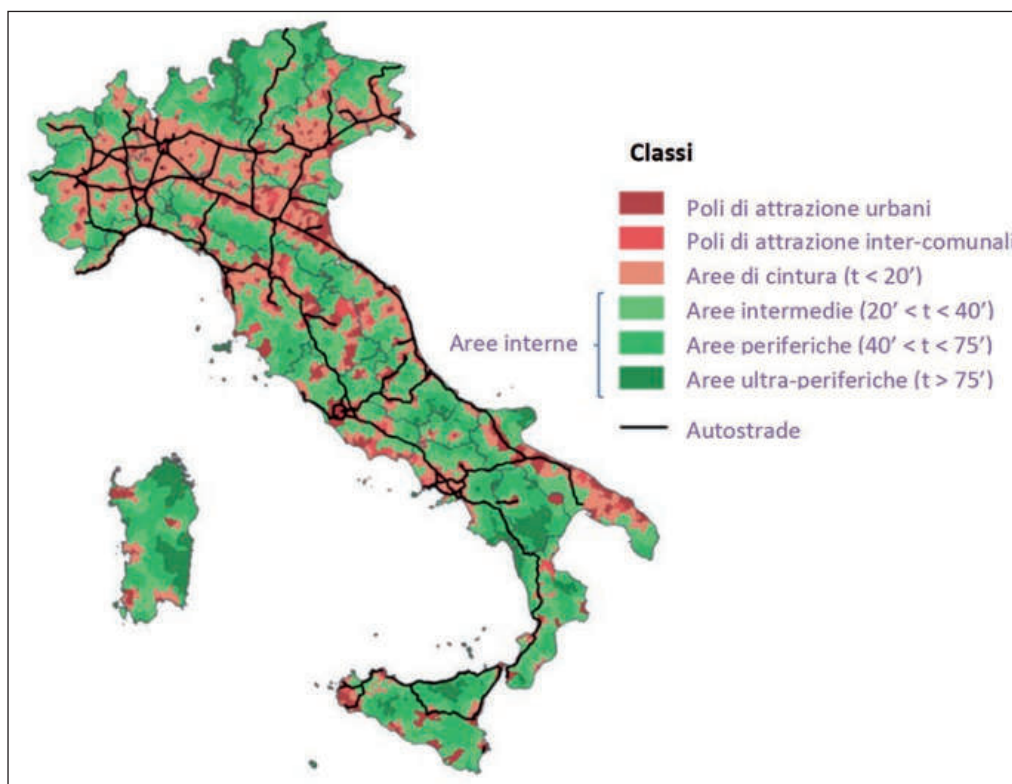 Classi
Poli di attrazione urbani
Poli di attrazione inter-comunali
Aree di cintura (t < 20’)
Aree interne
Aree intermedie (20’ < t < 40’)
Aree periferiche (40’ < t < 75’)
Aree ultra-periferiche (t > 75’)
Autostrade